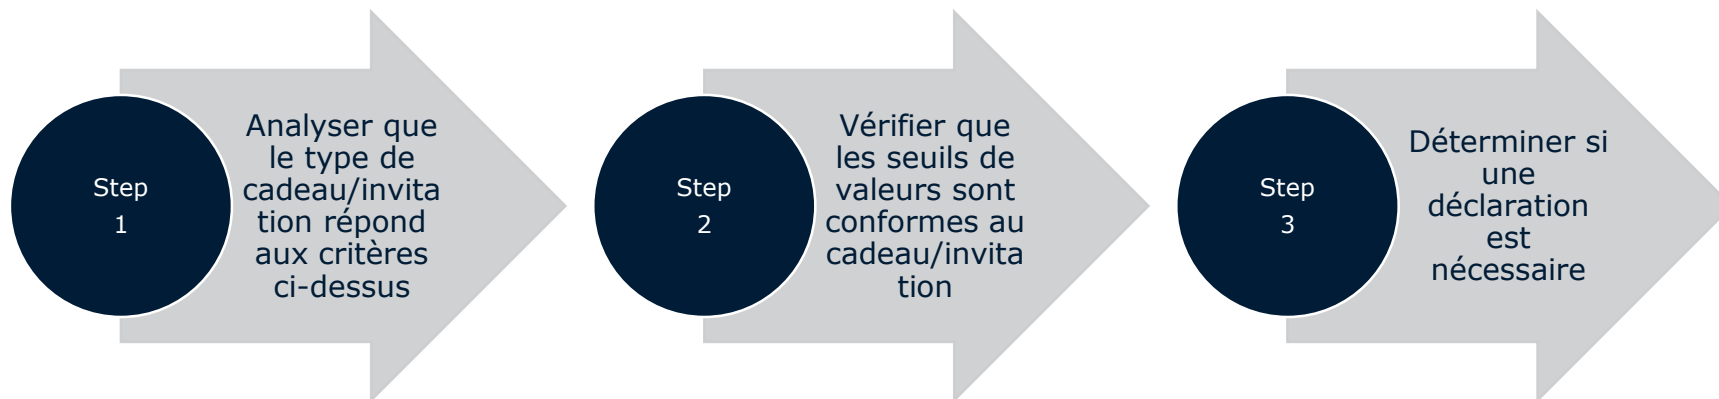 Step
1
Analyser que
le type de
cadeau/invita
tion répond
aux critères
ci-dessus
Step
2
Vérifier que
les seuils de
valeurs sont
conformes au
cadeau/invita
tion
Step
3
Déterminer si
une
déclaration
est
nécessaire